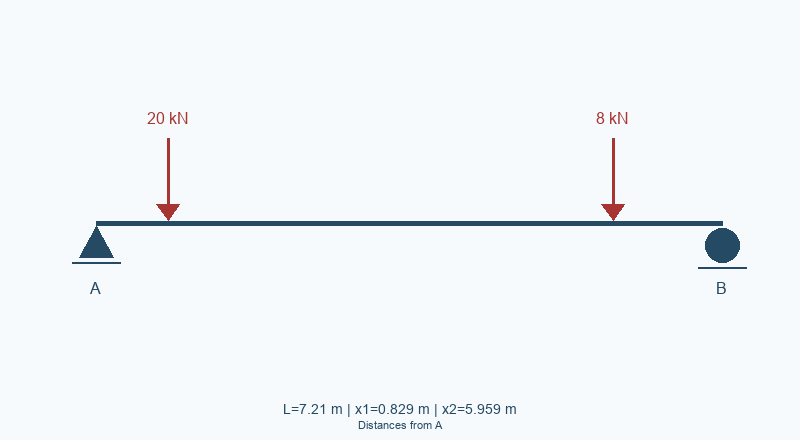 20 kN
8 kN
A
B
L=7.21 m | x1=0.829 m | x2=5.959 m
Distances from A